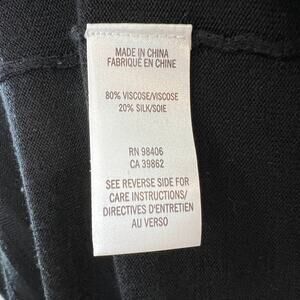 MADE IN CHINA
FABRIQUÉ EN CHINE
80% VISCOSE/VISCOSE
20% SILK/SOIE
RN 98406
CA 39862
SEE REVERSE SIDE FOR
CARE INSTRUCTIONS/
DIRECTIVES D'ENTRETIEN
AU VERSO